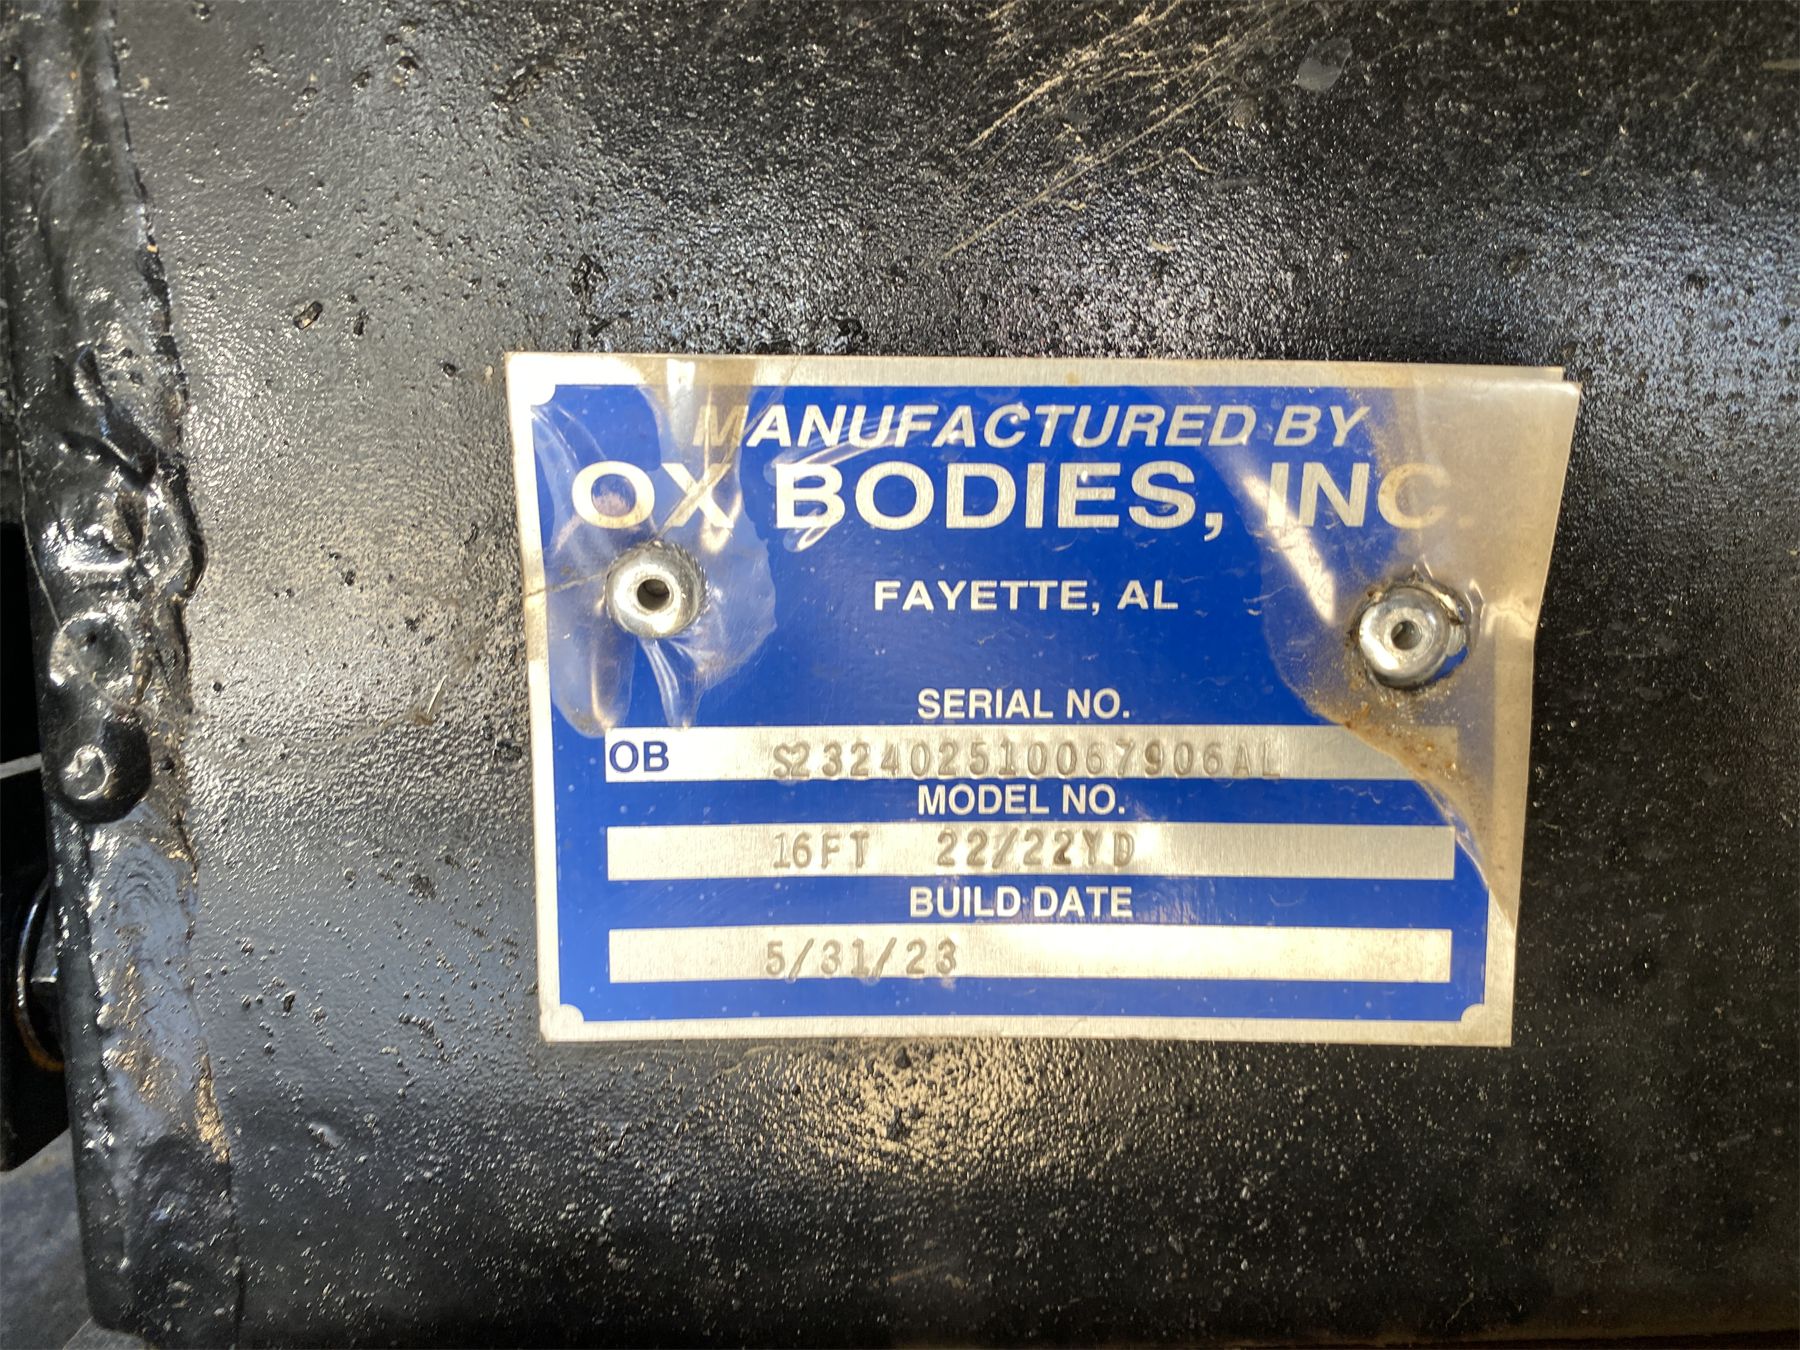 MANUFACTURED BY
OX BODIES, INC.
FAYETTE, AL
SERIAL NO.
OB S232402510067906AL
MODEL NO.
16FT 22/22YD
BUILD DATE
5/31/23